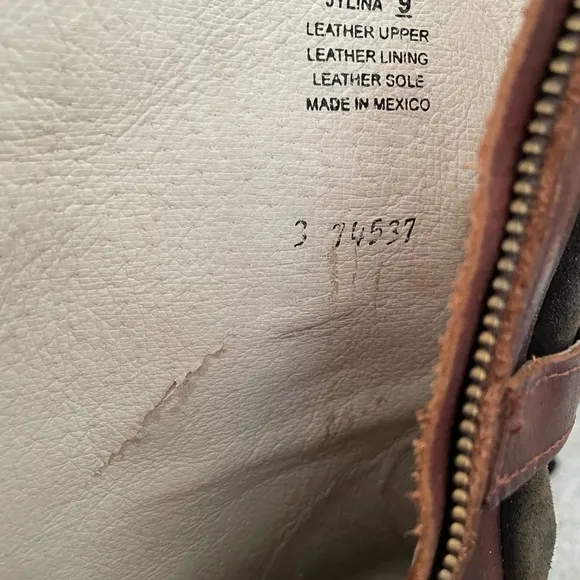 JYLINA 9
LEATHER UPPER
LEATHER LINING
LEATHER SOLE
MADE IN MEXICO
3 74537